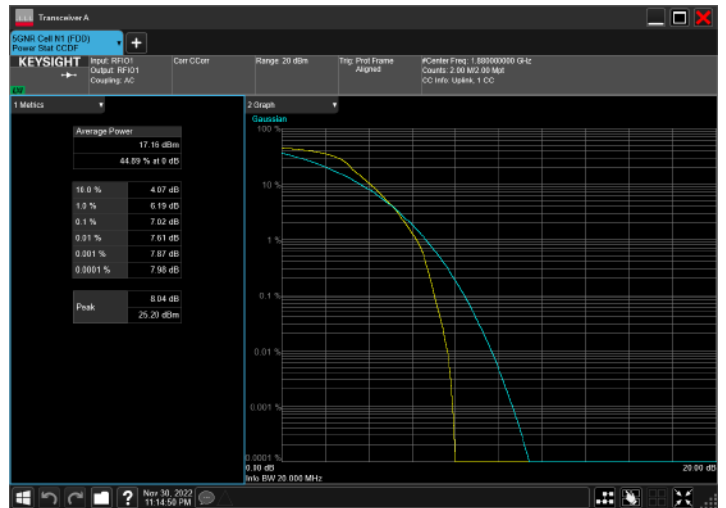 Transceiver A
5GNR Cell N1 (FDD)
Power Stat CCDF
KEYSIGHT
Input: RFIO1
Output: RFIO1
Coupling: AC
Corr CCorr
Range: 20 dBm
Trig: Prot Frame
Aligned
#Center Freq: 1.880000000 GHz
Counts: 2.00 M/2.00 Mpt
CC Info: Uplink, 1 CC
1 Metrics
Average Power
17.16 dBm
44.89 % at 0 dB
10.0 % 4.07 dB
1.0 % 6.19 dB
0.1 % 7.02 dB
0.01 % 7.61 dB
0.001 % 7.87 dB
0.0001 % 7.98 dB
Peak
8.04 dB
25.20 dBm
2 Graph
Gaussian
100 %
10 %
1 %
0.1 %
0.01 %
0.001 %
0.0001 %
0.00 dB
20.00 dB
Info BW 20.000 MHz
?
Nov 30, 2022
11:14:50 PM